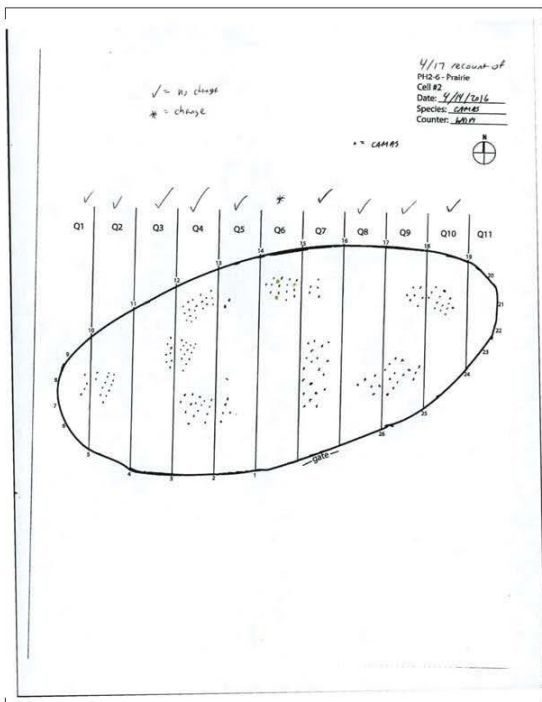 4/17 recount of
PH2-6 - Prairie
Cell #2
Date: 4/14/2016
Species: CAMAS
Counter:
✓ = no change
* = change
• = CAMAS
N
✓ ✓ ✓ ✓ ✓ * ✓ ✓ ✓ ✓
Q1 Q2 Q3 Q4 Q5 Q6 Q7 Q8 Q9 Q10 Q11
14 15 16 17 18
13 19
12 20
11 21
10 22
9 23
8 24
7 25
6 26
5 4 3 2 1
gate